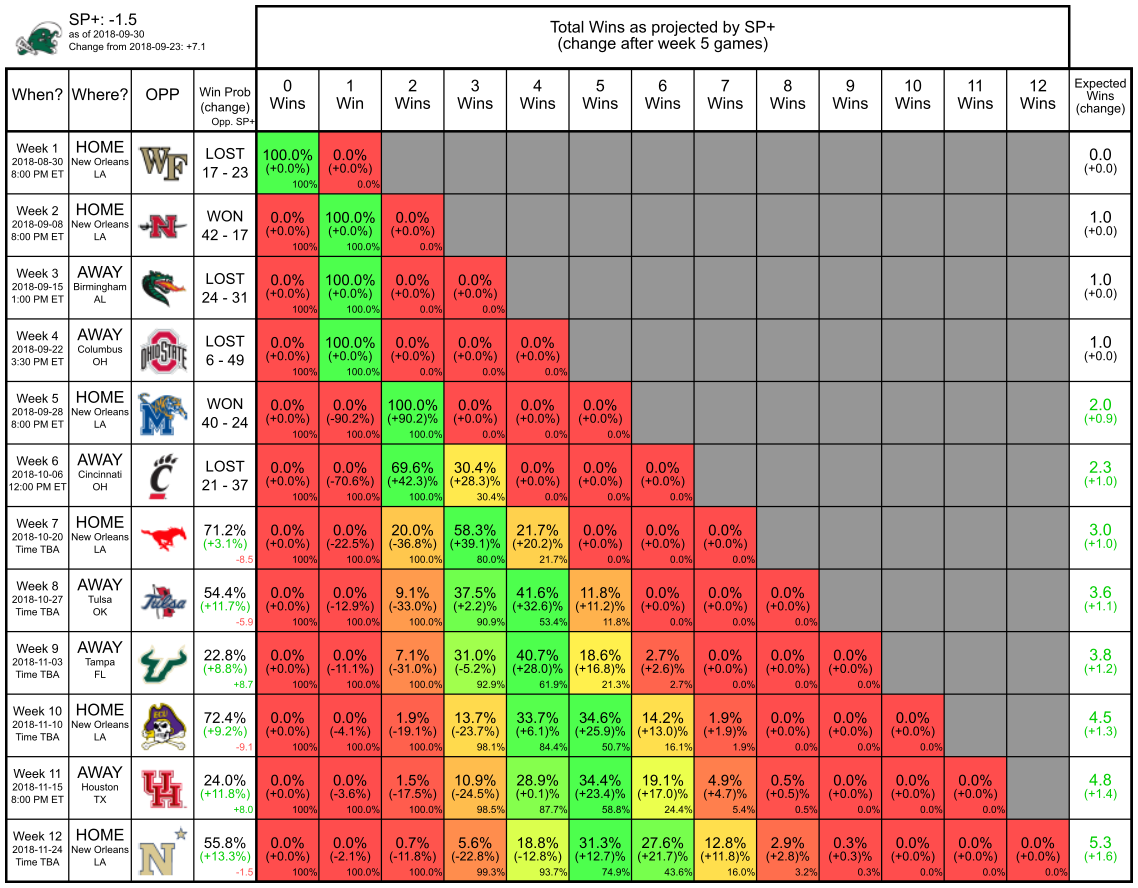 SP+: -1.5
as of 2018-09-30
Change from 2018-09-23: +7.1
Total Wins as projected by SP+
(change after week 5 games)
When? Where? OPP Win Prob (change) Opp. SP+ 0 Wins 1 Win 2 Wins 3 Wins 4 Wins 5 Wins 6 Wins 7 Wins 8 Wins 9 Wins 10 Wins 11 Wins 12 Wins Expected Wins (change)
Week 1 HOME LOST 100.0% 0.0% 0.0
2018-08-30 New Orleans WF (+0.0%) (+0.0%) (+0.0)
8:00 PM ET LA 17 - 23 100% 0.0%
Week 2 HOME WON 0.0% 100.0% 0.0% 1.0
2018-09-08 New Orleans N (+0.0%) (+0.0%) (+0.0%) (+0.0)
8:00 PM ET LA 42 - 17 100% 100.0% 0.0%
Week 3 AWAY LOST 0.0% 100.0% 0.0% 0.0% 1.0
2018-09-15 Birmingham (+0.0%) (+0.0%) (+0.0%) (+0.0%) (+0.0)
1:00 PM ET AL 24 - 31 100% 100.0% 0.0% 0.0%
Week 4 AWAY LOST 0.0% 100.0% 0.0% 0.0% 0.0% 1.0
2018-09-22 Columbus OHIO STATE (+0.0%) (+0.0%) (+0.0%) (+0.0%) (+0.0%) (+0.0)
3:30 PM ET OH 6 - 49 100% 100.0% 0.0% 0.0% 0.0%
Week 5 HOME WON 0.0% 0.0% 100.0% 0.0% 0.0% 0.0% 2.0
2018-09-28 New Orleans M (+0.0%) (-90.2%) (+90.2)% (+0.0%) (+0.0%) (+0.0%) (+0.9)
8:00 PM ET LA 40 - 24 100% 100.0% 100.0% 0.0% 0.0% 0.0%
Week 6 AWAY LOST 0.0% 0.0% 69.6% 30.4% 0.0% 0.0% 0.0% 2.3
2018-10-06 Cincinnati C (+0.0%) (-70.6%) (+42.3)% (+28.3)% (+0.0%) (+0.0%) (+0.0%) (+1.0)
12:00 PM ET OH 21 - 37 100% 100.0% 100.0% 30.4% 0.0% 0.0% 0.0%
Week 7 HOME 71.2% 0.0% 0.0% 20.0% 58.3% 21.7% 0.0% 0.0% 0.0% 3.0
2018-10-20 New Orleans (+3.1%) (+0.0%) (-22.5%) (-36.8%) (+39.1)% (+20.2)% (+0.0%) (+0.0%) (+0.0%) (+1.0)
Time TBA LA -8.5 100% 100.0% 100.0% 80.0% 21.7% 0.0% 0.0% 0.0%
Week 8 AWAY 54.4% 0.0% 0.0% 9.1% 37.5% 41.6% 11.8% 0.0% 0.0% 0.0% 3.6
2018-10-27 Tulsa Tulsa (+11.7%) (+0.0%) (-12.9%) (-33.0%) (+2.2)% (+32.6)% (+11.2)% (+0.0%) (+0.0%) (+0.0%) (+1.1)
Time TBA OK -5.9 100% 100.0% 100.0% 90.9% 53.4% 11.8% 0.0% 0.0% 0.0%
Week 9 AWAY 22.8% 0.0% 0.0% 7.1% 31.0% 40.7% 18.6% 2.7% 0.0% 0.0% 0.0% 3.8
2018-11-03 Tampa (+8.8%) (+0.0%) (-11.1%) (-31.0%) (-5.2%) (+28.0)% (+16.8)% (+2.6)% (+0.0%) (+0.0%) (+0.0%) (+1.2)
Time TBA FL +8.7 100% 100.0% 100.0% 92.9% 61.9% 21.3% 2.7% 0.0% 0.0% 0.0%
Week 10 HOME 72.4% 0.0% 0.0% 1.9% 13.7% 33.7% 34.6% 14.2% 1.9% 0.0% 0.0% 0.0% 4.5
2018-11-10 New Orleans ECU (+9.2%) (+0.0%) (-4.1%) (-19.1%) (-23.7%) (+6.1)% (+25.9)% (+13.0)% (+1.9)% (+0.0%) (+0.0%) (+0.0%) (+1.3)
Time TBA LA -9.1 100% 100.0% 100.0% 98.1% 84.4% 50.7% 16.1% 1.9% 0.0% 0.0% 0.0%
Week 11 AWAY 24.0% 0.0% 0.0% 1.5% 10.9% 28.9% 34.4% 19.1% 4.9% 0.5% 0.0% 0.0% 0.0% 4.8
2018-11-15 Houston UH (+11.8%) (+0.0%) (-3.6%) (-17.5%) (-24.5%) (+0.1)% (+23.4)% (+17.0)% (+4.7)% (+0.5)% (+0.0%) (+0.0%) (+0.0%) (+1.4)
8:00 PM ET TX +8.0 100% 100.0% 100.0% 98.5% 87.7% 58.8% 24.4% 5.4% 0.5% 0.0% 0.0% 0.0%
Week 12 HOME 55.8% 0.0% 0.0% 0.7% 5.6% 18.8% 31.3% 27.6% 12.8% 2.9% 0.3% 0.0% 0.0% 0.0% 5.3
2018-11-24 New Orleans N (+13.3%) (+0.0%) (-2.1%) (-11.8%) (-22.8%) (-12.8%) (+12.7)% (+21.7)% (+11.8)% (+2.8)% (+0.3)% (+0.0%) (+0.0%) (+0.0%) (+1.6)
Time TBA LA -1.5 100% 100.0% 100.0% 99.3% 93.7% 74.9% 43.6% 16.0% 3.2% 0.3% 0.0% 0.0% 0.0%